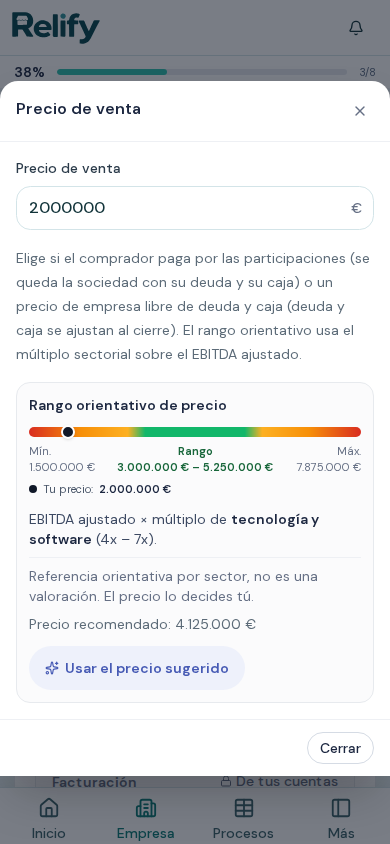 Relify
38%
3/8
Precio de venta
Precio de venta
2000000 €
Elige si el comprador paga por las participaciones (se
queda la sociedad con su deuda y su caja) o un
precio de empresa libre de deuda y caja (deuda y
caja se ajustan al cierre). El rango orientativo usa el
múltiplo sectorial sobre el EBITDA ajustado.
Rango orientativo de precio
Mín. Rango Máx.
1.500.000 € 3.000.000 € – 5.250.000 € 7.875.000 €
Tu precio: 2.000.000 €
EBITDA ajustado × múltiplo de tecnología y
software (4x – 7x).
Referencia orientativa por sector, no es una
valoración. El precio lo decides tú.
Precio recomendado: 4.125.000 €
Usar el precio sugerido
Cerrar
Facturación De tus cuentas
Inicio Empresa Procesos Más